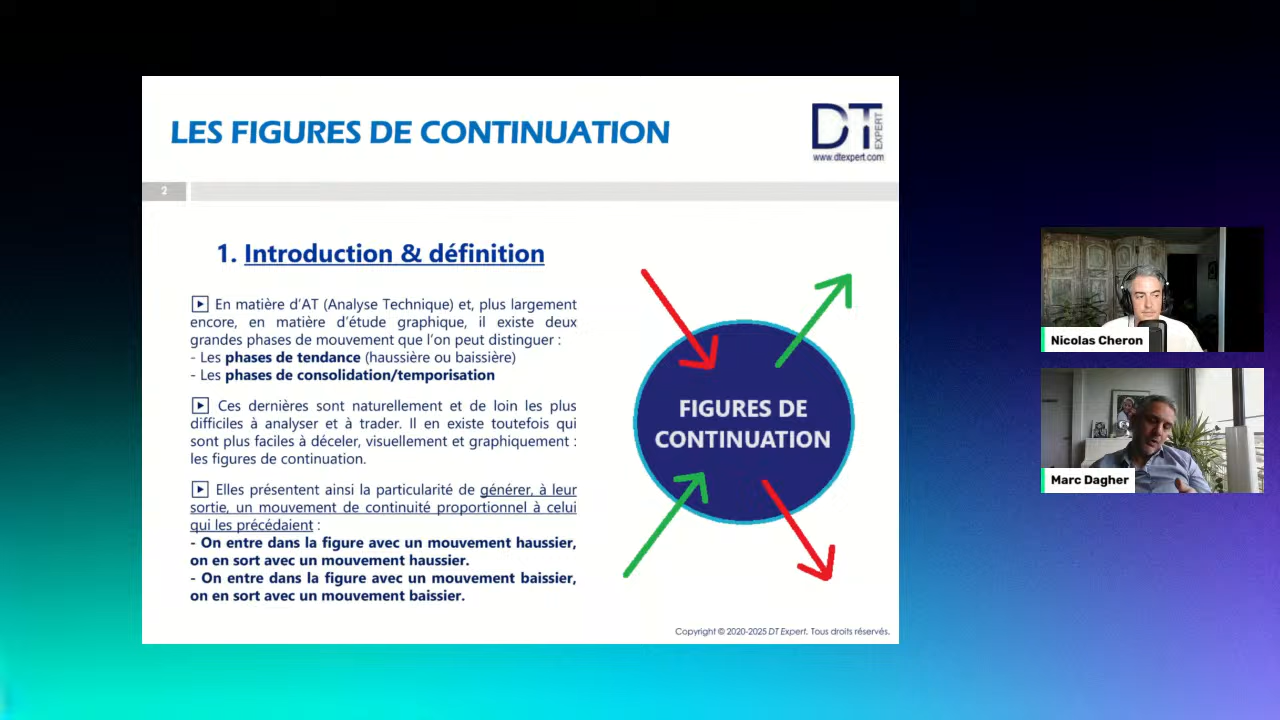 LES FIGURES DE CONTINUATION
DT
EXPERT
www.dtexpert.com
2
1. Introduction & définition
En matière d'AT (Analyse Technique) et, plus largement
encore, en matière d'étude graphique, il existe deux
grandes phases de mouvement que l'on peut distinguer :
- Les phases de tendance (haussière ou baissière)
- Les phases de consolidation/temporisation
Ces dernières sont naturellement et de loin les plus
difficiles à analyser et à trader. Il en existe toutefois qui
sont plus faciles à déceler, visuellement et graphiquement :
les figures de continuation.
Elles présentent ainsi la particularité de générer, à leur
sortie, un mouvement de continuité proportionnel à celui
qui les précédaient :
- On entre dans la figure avec un mouvement haussier,
on en sort avec un mouvement haussier.
- On entre dans la figure avec un mouvement baissier,
on en sort avec un mouvement baissier.
FIGURES DE
CONTINUATION
Copyright © 2020-2025 DT Expert. Tous droits réservés.
Nicolas Cheron
Marc Dagher